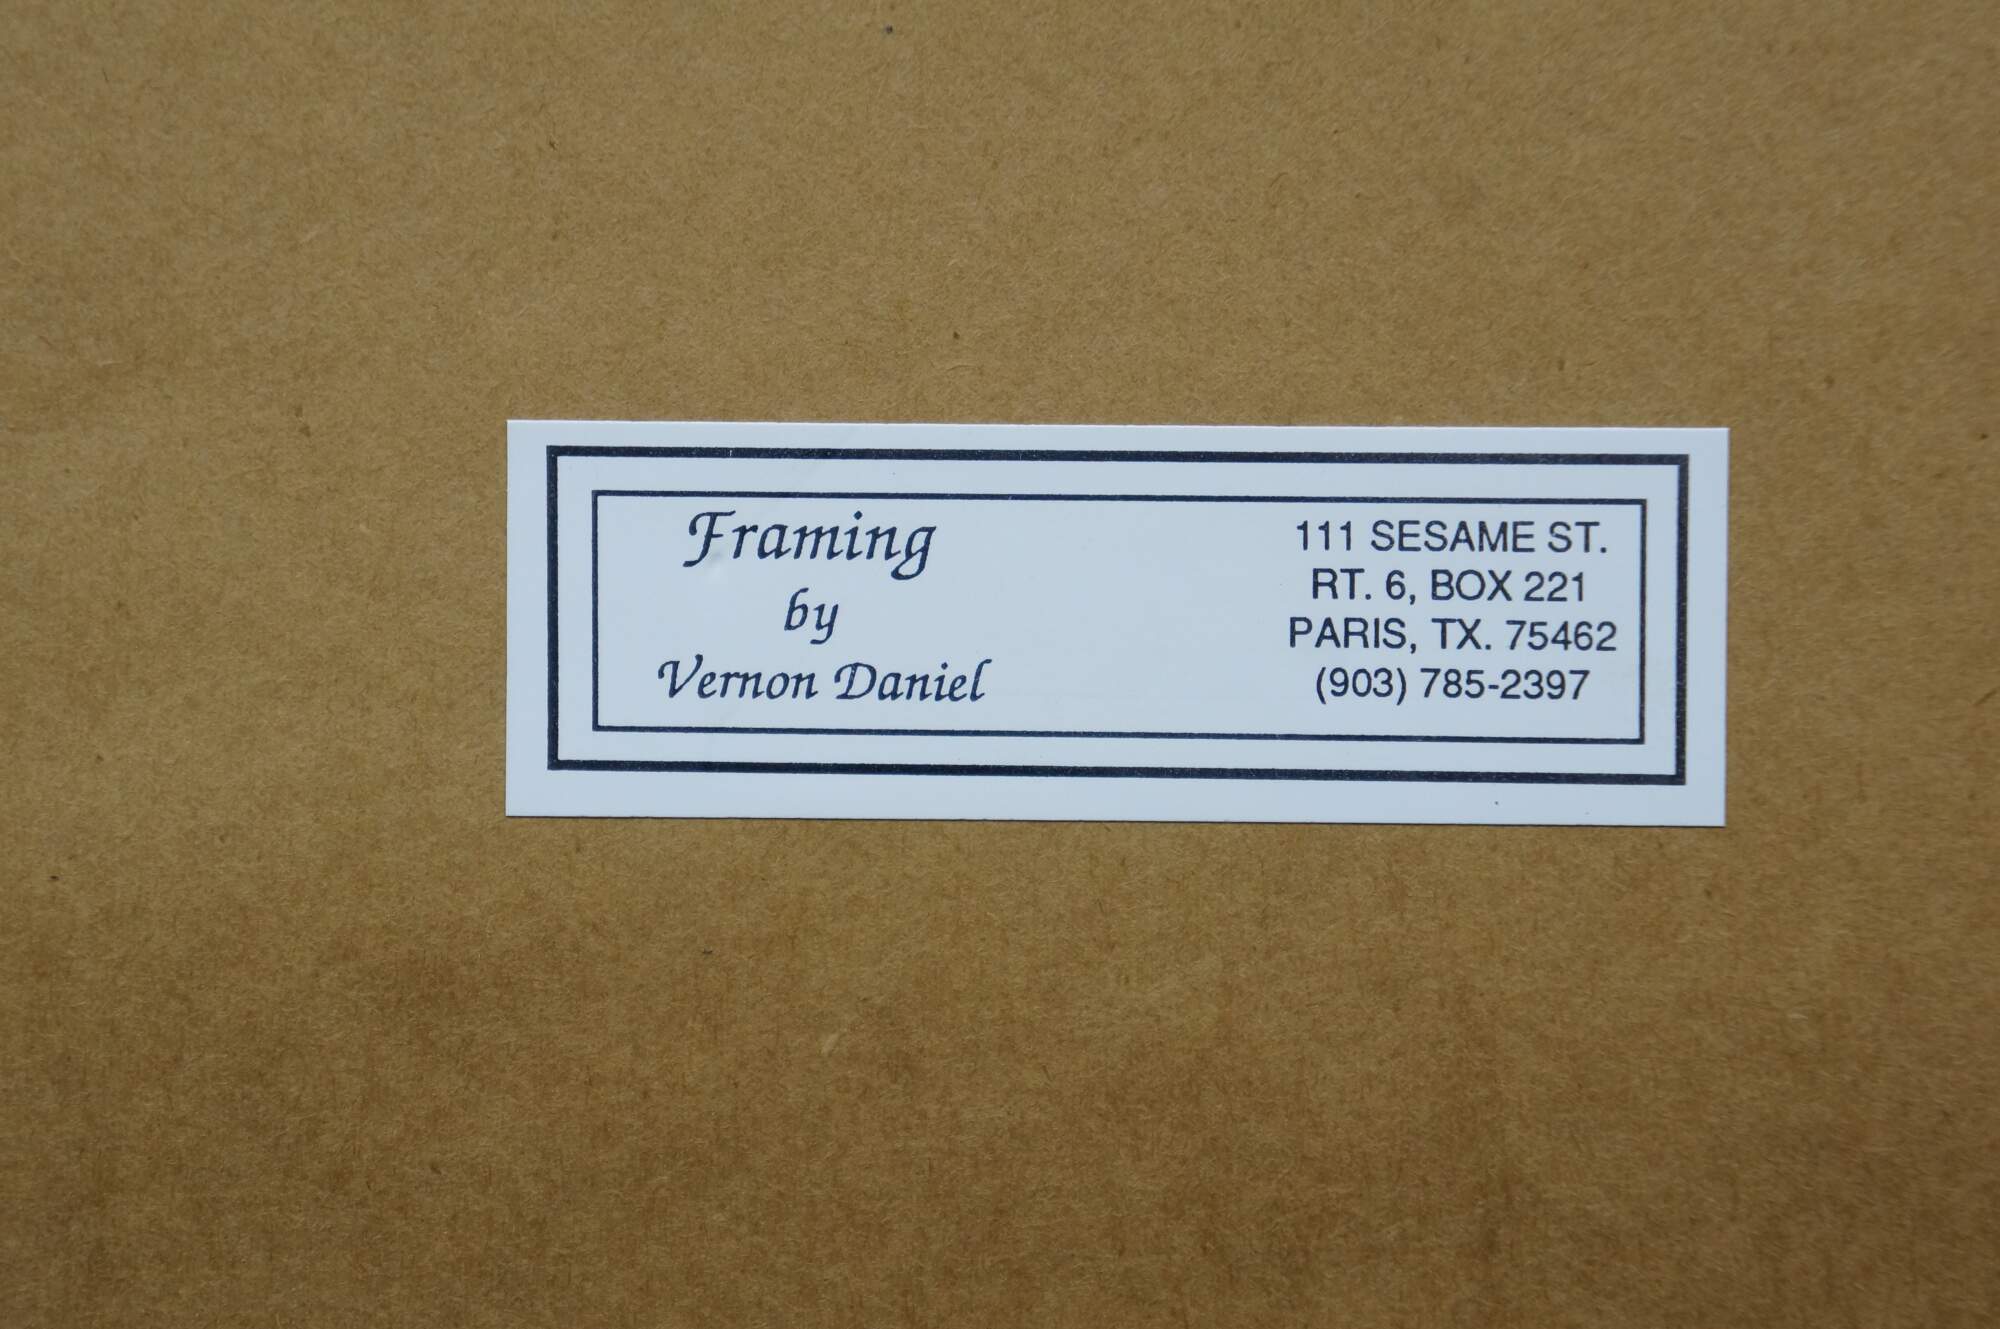 Framing
by
Vernon Daniel
111 SESAME ST.
RT. 6, BOX 221
PARIS, TX. 75462
(903) 785-2397